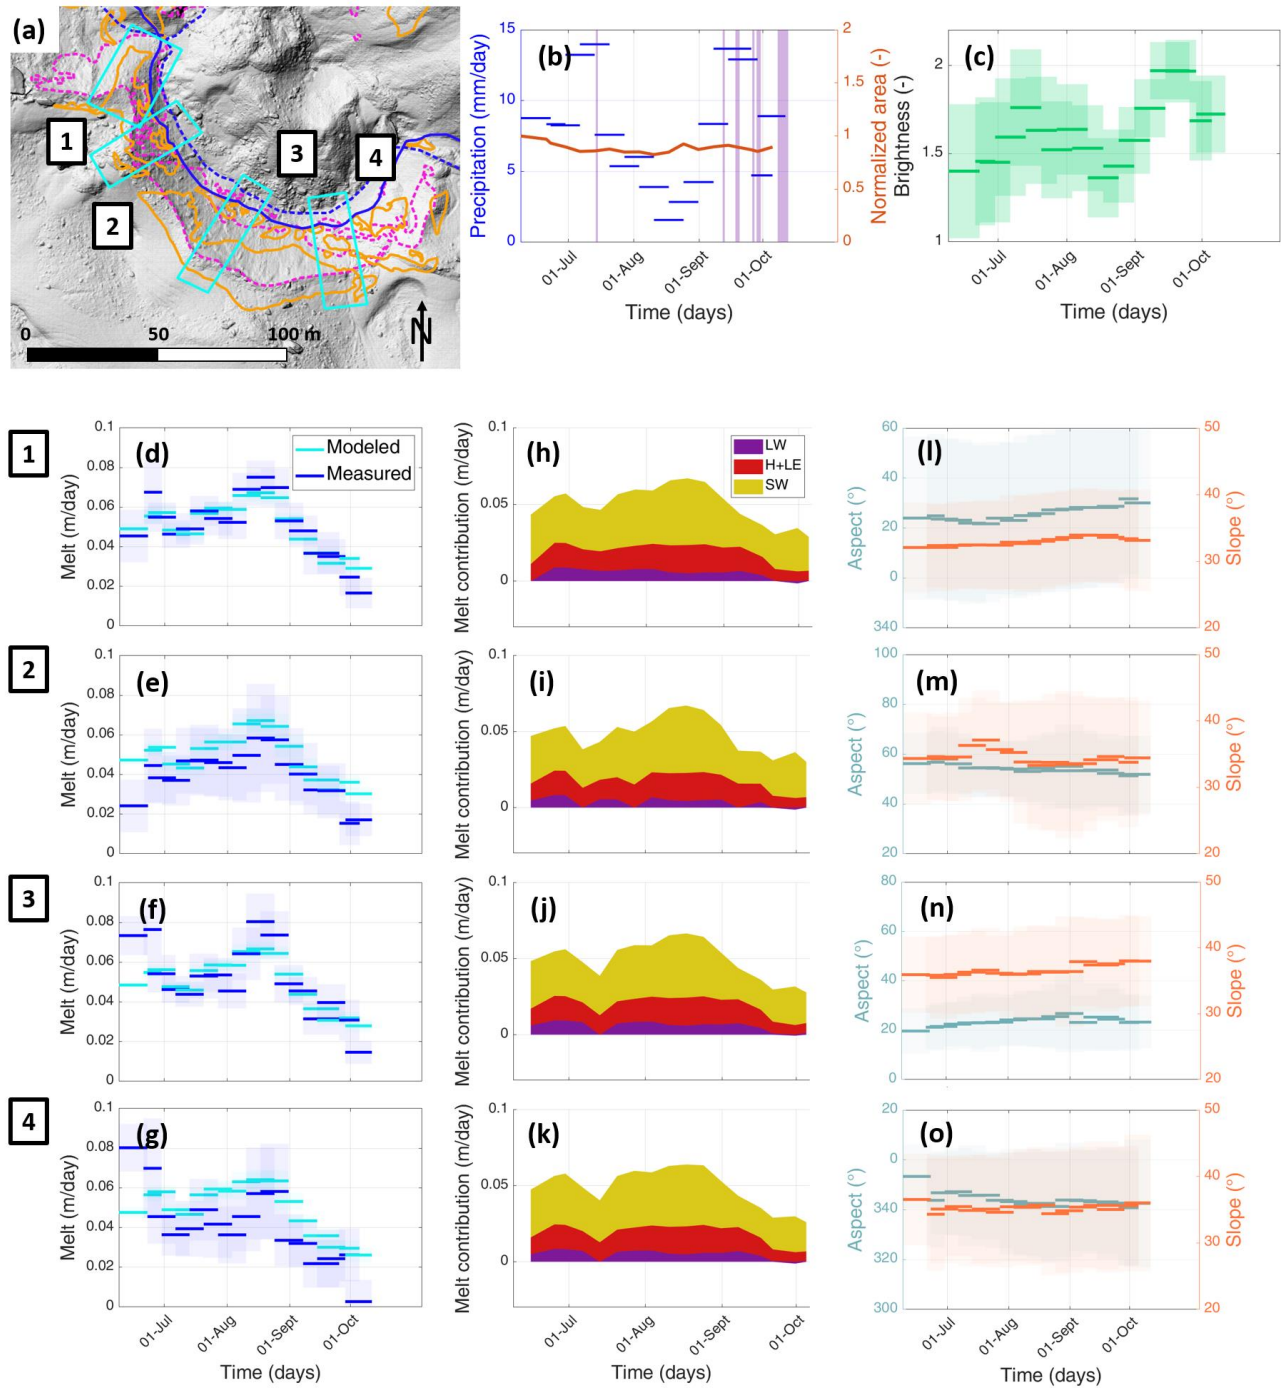 (a)
1
2
3
4
0
50
100 m
N
(b)
Precipitation (mm/day)
15
10
5
0
Normalized area (-)
2
1.5
1
0.5
0
01-Jul
01-Aug
01-Sept
01-Oct
Time (days)
(c)
Brightness (-)
2
1.5
1
01-Jul
01-Aug
01-Sept
01-Oct
Time (days)
1
(d)
Modeled
Measured
Melt (m/day)
0.1
0.08
0.06
0.04
0.02
0
(h)
LW
H+LE
SW
Melt contribution (m/day)
0.1
0.05
0
(l)
Aspect (°)
60
40
20
0
340
Slope (°)
50
40
30
20
2
(e)
Melt (m/day)
0.1
0.08
0.06
0.04
0.02
0
(i)
Melt contribution (m/day)
0.1
0.05
0
(m)
Aspect (°)
100
80
60
40
20
Slope (°)
50
40
30
20
3
(f)
Melt (m/day)
0.1
0.08
0.06
0.04
0.02
0
(j)
Melt contribution (m/day)
0.1
0.05
0
(n)
Aspect (°)
80
60
40
20
0
Slope (°)
50
40
30
20
4
(g)
Melt (m/day)
0.1
0.08
0.06
0.04
0.02
0
01-Jul
01-Aug
01-Sept
01-Oct
Time (days)
(k)
Melt contribution (m/day)
0.1
0.05
0
01-Jul
01-Aug
01-Sept
01-Oct
Time (days)
(o)
Aspect (°)
20
0
340
320
300
Slope (°)
50
40
30
20
01-Jul
01-Aug
01-Sept
01-Oct
Time (days)